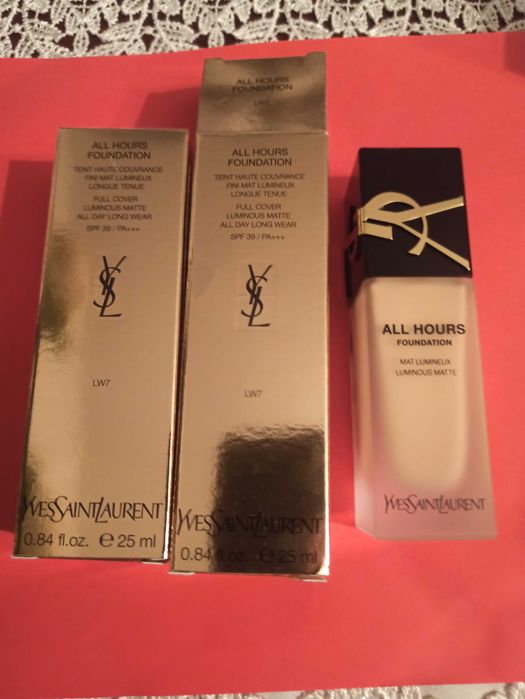 ALL HOURS
FOUNDATION
TEINT HAUTE COUVRANCE
FINI MAT LUMINEUX
LONGUE TENUE
FULL COVER
LUMINOUS MATTE
ALL DAY LONG WEAR
SPF 39 / PA+++
YSL
LW7
YVESSAINTLAURENT
0.84 fl.oz. e 25 ml
ALL HOURS
FOUNDATION
LW7
ALL HOURS
FOUNDATION
TEINT HAUTE COUVRANCE
FINI MAT LUMINEUX
LONGUE TENUE
FULL COVER
LUMINOUS MATTE
ALL DAY LONG WEAR
SPF 39 / PA+++
YSL
LW7
YVESSAINTLAURENT
0.84 fl.oz. e 25 ml
YSL
ALL HOURS
FOUNDATION
MAT LUMINEUX
LUMINOUS MATTE
YVESSAINTLAURENT